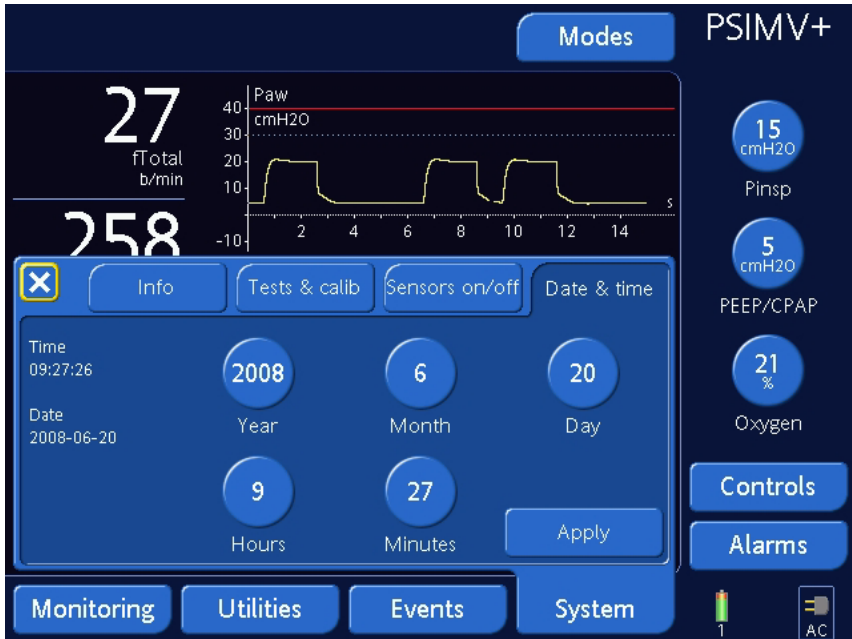 Modes
PSIMV+
27
fTotal
b/min
258
Paw
cmH2O
40
30
20
10
-10
2 4 6 8 10 12 14
s
15
cmH2O
Pinsp
5
cmH2O
PEEP/CPAP
21
%
Oxygen
Info
Tests & calib
Sensors on/off
Date & time
Time
09:27:26
Date
2008-06-20
2008
Year
6
Month
20
Day
9
Hours
27
Minutes
Apply
Controls
Alarms
Monitoring
Utilities
Events
System
1
AC